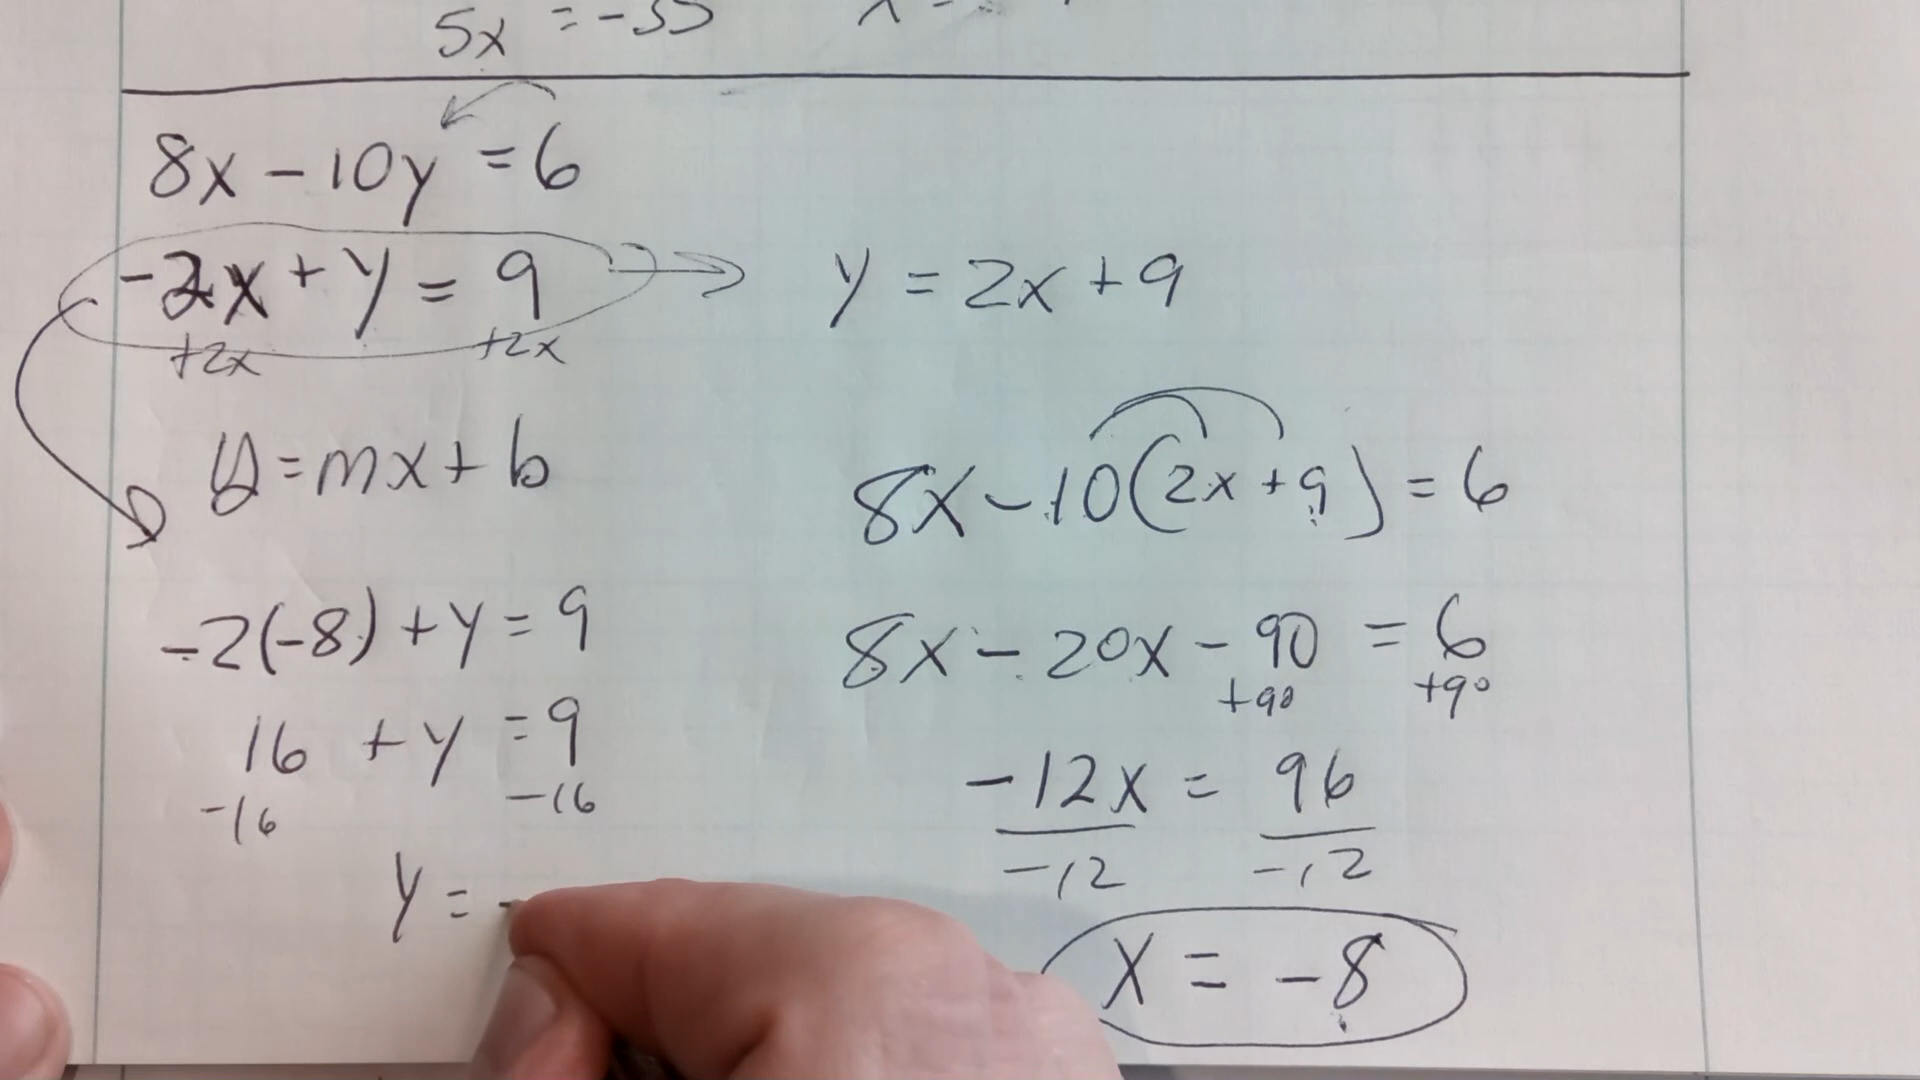 5x = -35
8x - 10y = 6
-2x + y = 9
+2x +2x
y = mx + b
-2(-8) + y = 9
16 + y = 9
-16 -16
y = -
y = 2x + 9
8x - 10(2x + 9) = 6
8x - 20x - 90 = 6
+90 +90
-12x = 96
-12 -12
x = -8